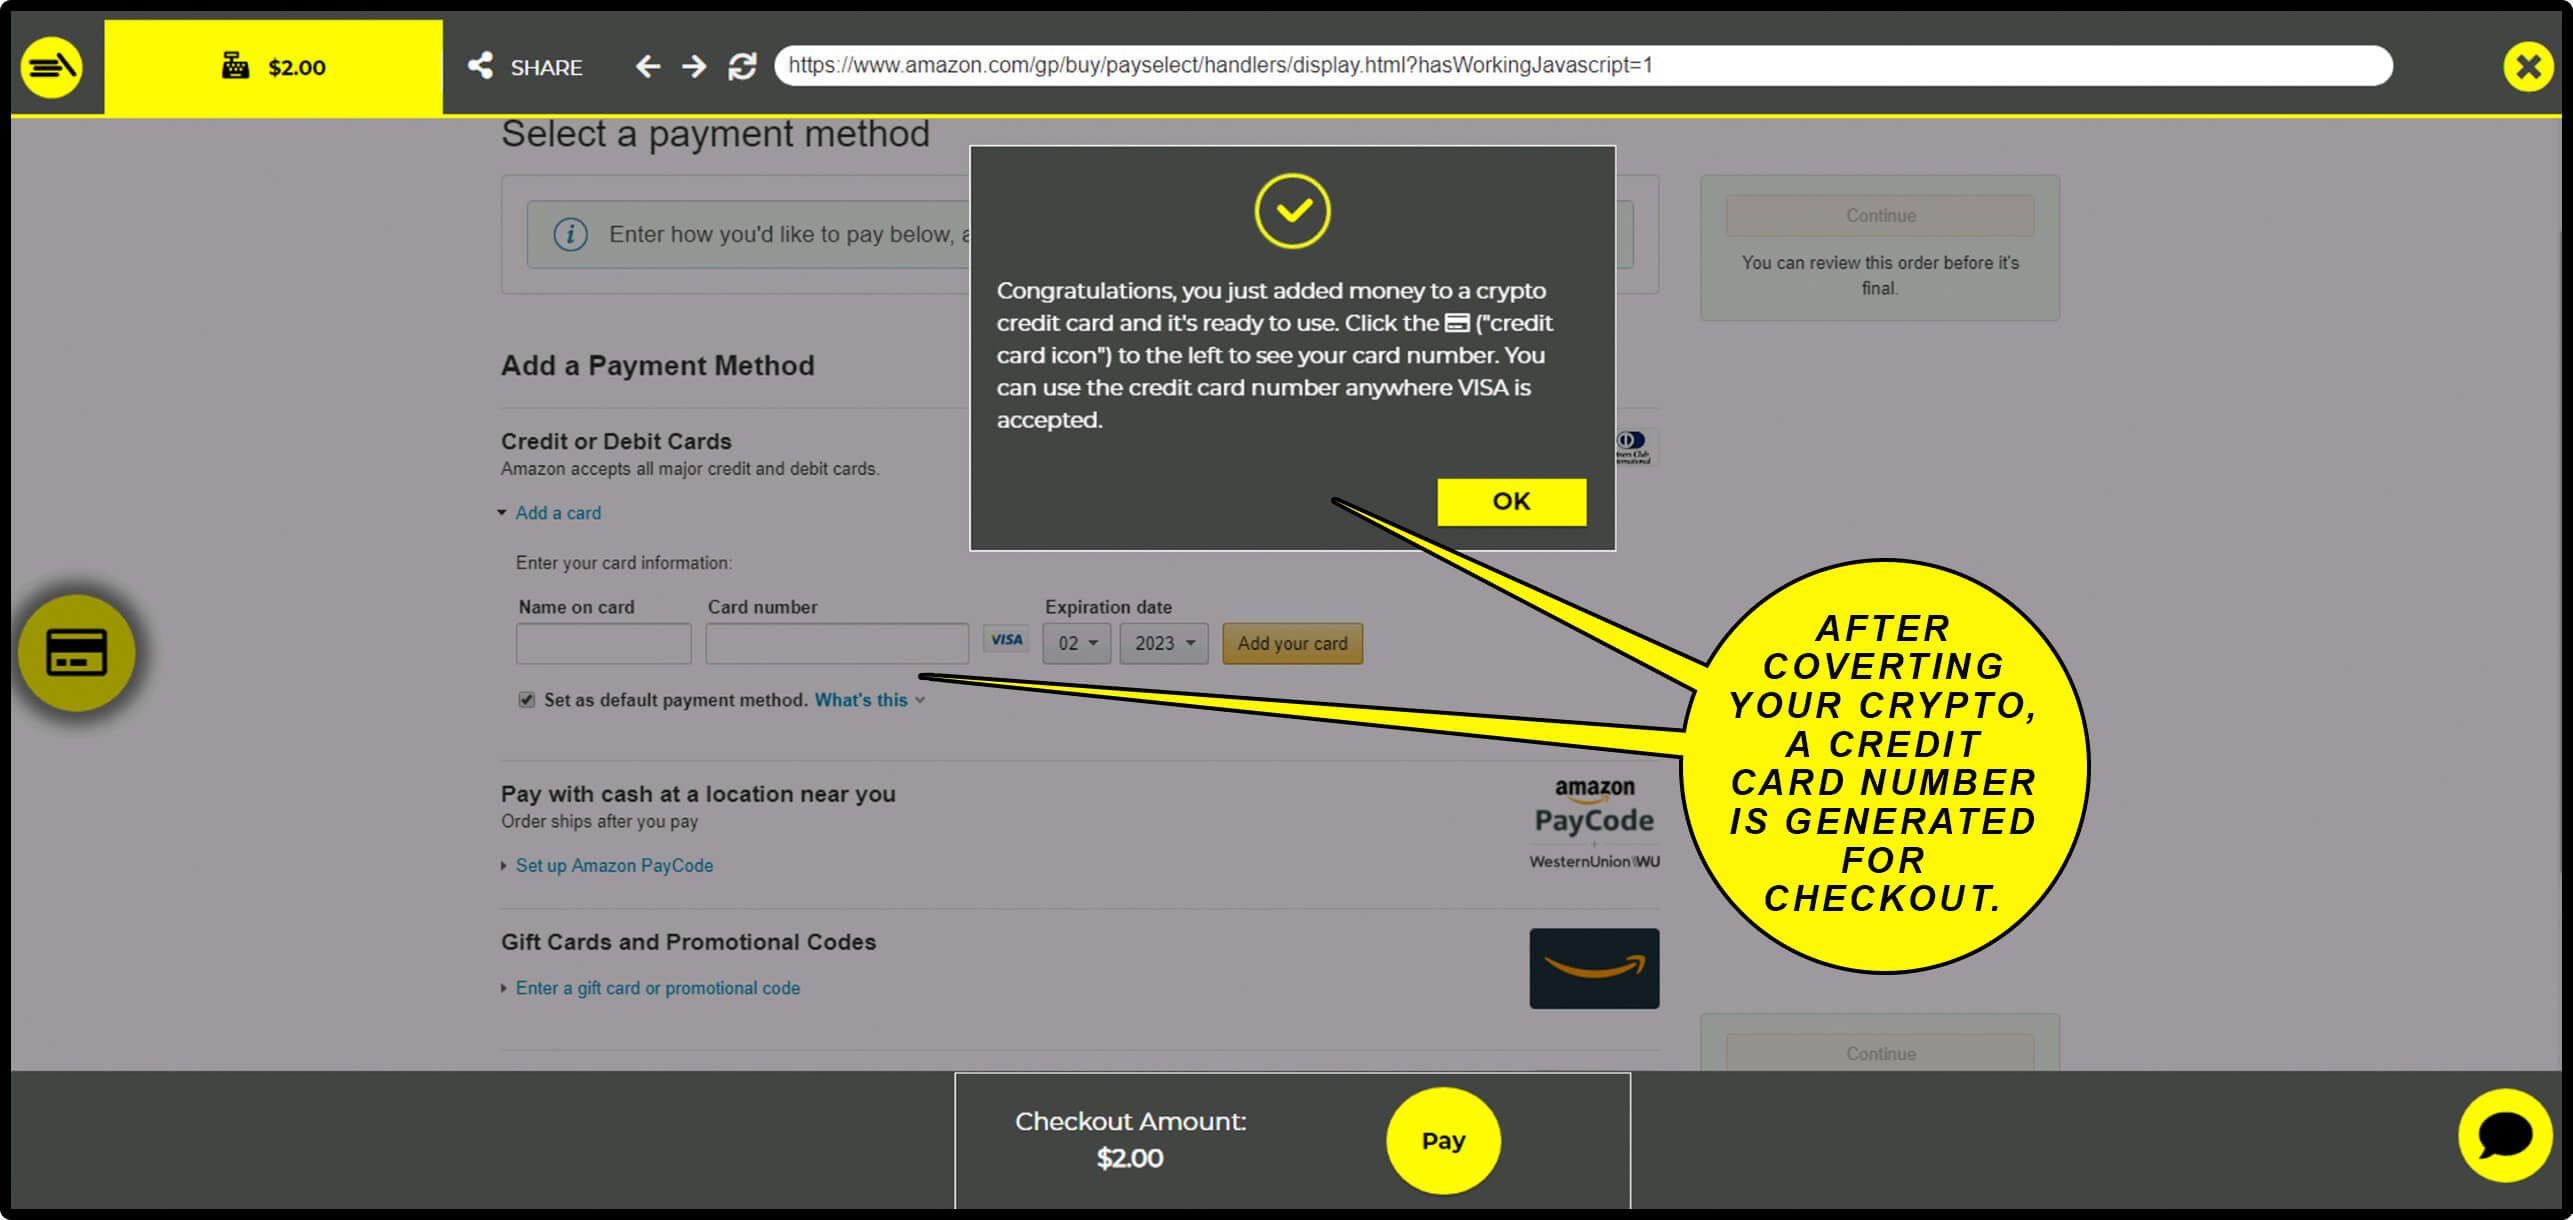 $2.00
SHARE
https://www.amazon.com/gp/buy/payselect/handlers/display.html?hasWorkingJavascript=1
Select a payment method
Enter how you'd like to pay below,
Congratulations, you just added money to a crypto
credit card and it's ready to use. Click the ("credit
card icon") to the left to see your card number. You
can use the credit card number anywhere VISA is
accepted.
OK
Continue
You can review this order before it's
final.
Add a Payment Method
Credit or Debit Cards
Amazon accepts all major credit and debit cards.
Add a card
Enter your card information:
Name on card
Card number
Expiration date
VISA
02
2023
Add your card
Set as default payment method. What's this
Pay with cash at a location near you
Order ships after you pay
Set up Amazon PayCode
amazon
PayCode
WesternUnion WU
Gift Cards and Promotional Codes
Enter a gift card or promotional code
AFTER
COVERTING
YOUR CRYPTO,
A CREDIT
CARD NUMBER
IS GENERATED
FOR
CHECKOUT.
Continue
Checkout Amount:
$2.00
Pay